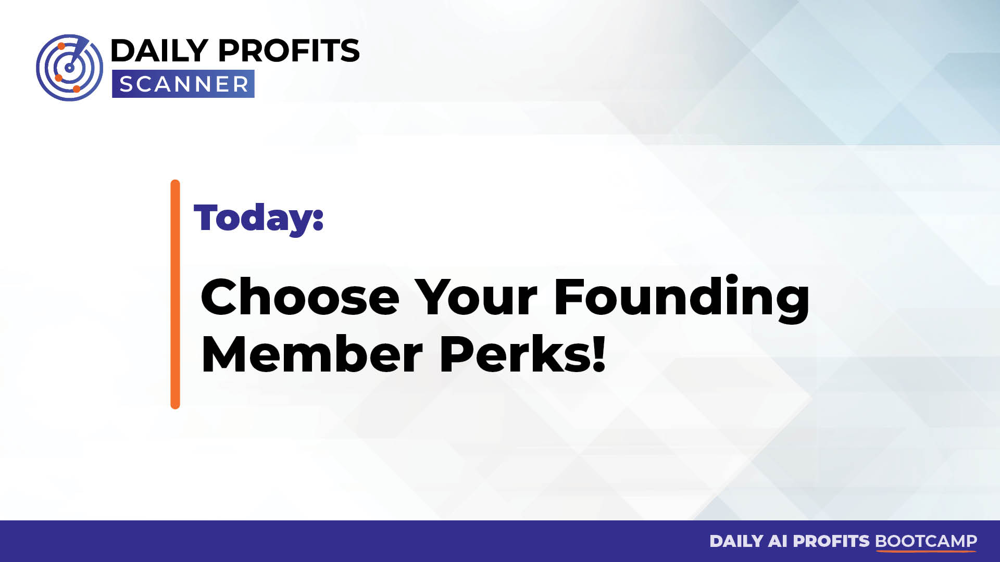 DAILY PROFITS
SCANNER
Today:
Choose Your Founding
Member Perks!
DAILY AI PROFITS BOOTCAMP